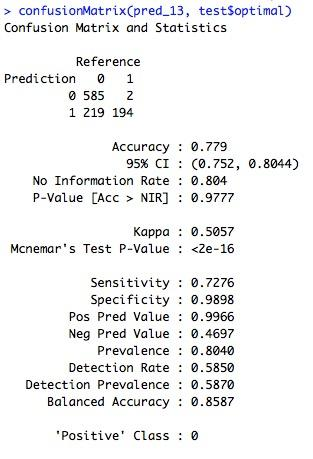 > confusionMatrix(pred_13, test$optimal)
Confusion Matrix and Statistics
Reference
Prediction 0 1
0 585 2
1 219 194
Accuracy : 0.779
95% CI : (0.752, 0.8044)
No Information Rate : 0.804
P-Value [Acc > NIR] : 0.9777
Kappa : 0.5057
Mcnemar's Test P-Value : <2e-16
Sensitivity : 0.7276
Specificity : 0.9898
Pos Pred Value : 0.9966
Neg Pred Value : 0.4697
Prevalence : 0.8040
Detection Rate : 0.5850
Detection Prevalence : 0.5870
Balanced Accuracy : 0.8587
'Positive' Class : 0